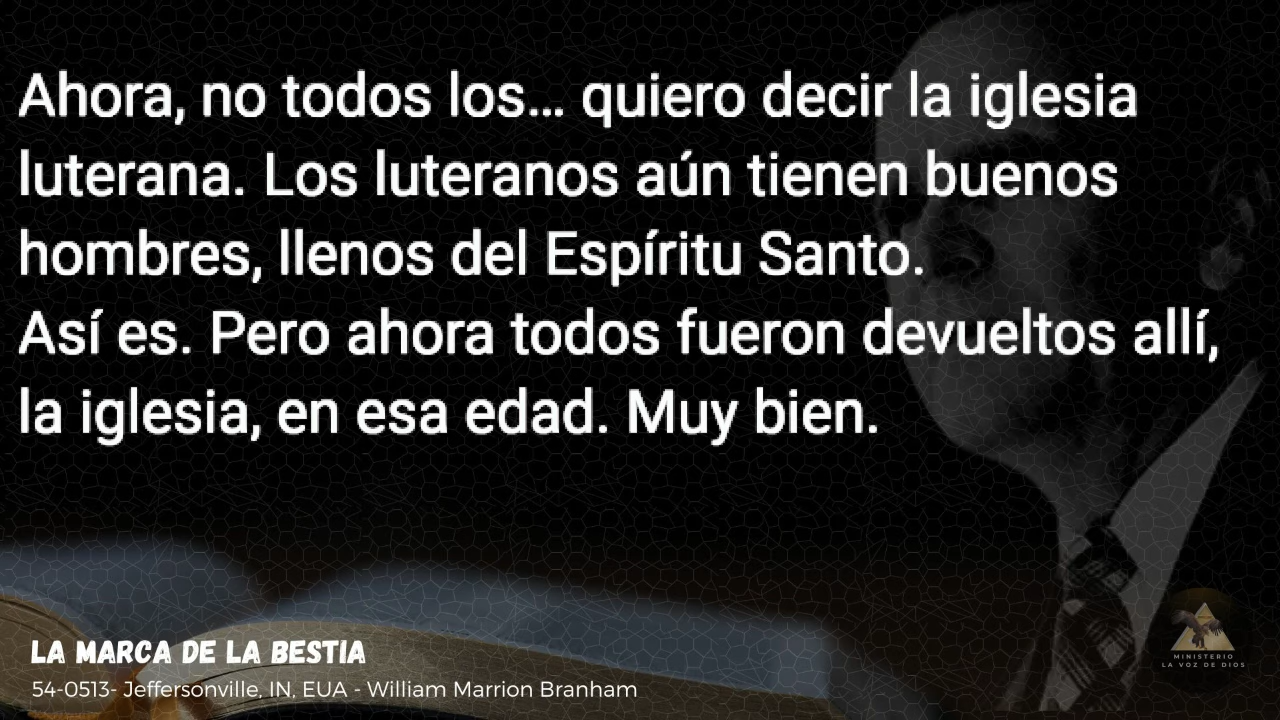 Ahora, no todos los... quiero decir la iglesia
luterana. Los luteranos aún tienen buenos
hombres, llenos del Espíritu Santo.
Así es. Pero ahora todos fueron devueltos allí,
la iglesia, en esa edad. Muy bien.
LA MARCA DE LA BESTIA
54-0513- Jeffersonville, IN, EUA - William Marrion Branham
MINISTERIO
LA VOZ DE DIOS